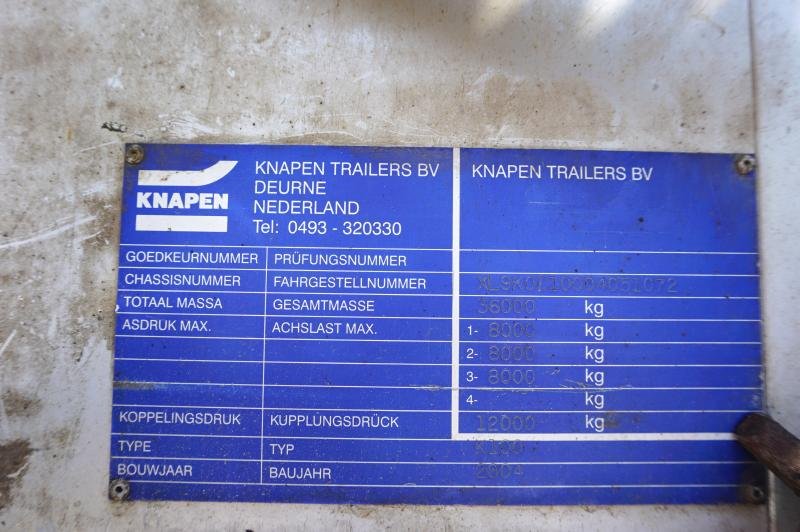 KNAPEN
KNAPEN TRAILERS BV
DEURNE
NEDERLAND
Tel: 0493 - 320330
KNAPEN TRAILERS BV
GOEDKEURNUMMER PRÜFUNGSNUMMER
CHASSISNUMMER FAHRGESTELLNUMMER
TOTAAL MASSA GESAMTMASSE 36000 kg
ASDRUK MAX. ACHSLAST MAX. 1- 8000 kg
2- 8000 kg
3- 8000 kg
4- kg
KOPPELINGSDRUK KUPPLUNGSDRÜCK 12000 kg
TYPE TYP
BOUWJAAR BAUJAHR 2004